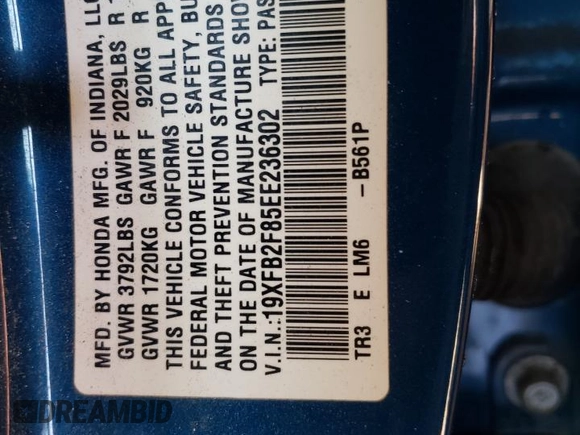 MFD. BY HONDA MFG. OF INDIANA, LLC
GVWR 3792LBS GAWR F 2029LBS R
GVWR 1720KG GAWR F 920KG R
THIS VEHICLE CONFORMS TO ALL APP
FEDERAL MOTOR VEHICLE SAFETY, BU
AND THEFT PREVENTION STANDARDS
ON THE DATE OF MANUFACTURE SHOW
V.I.N.:19XFB2F85EE236302 TYPE: PAS
TR3 E LM6 -B561P
DREAMBID